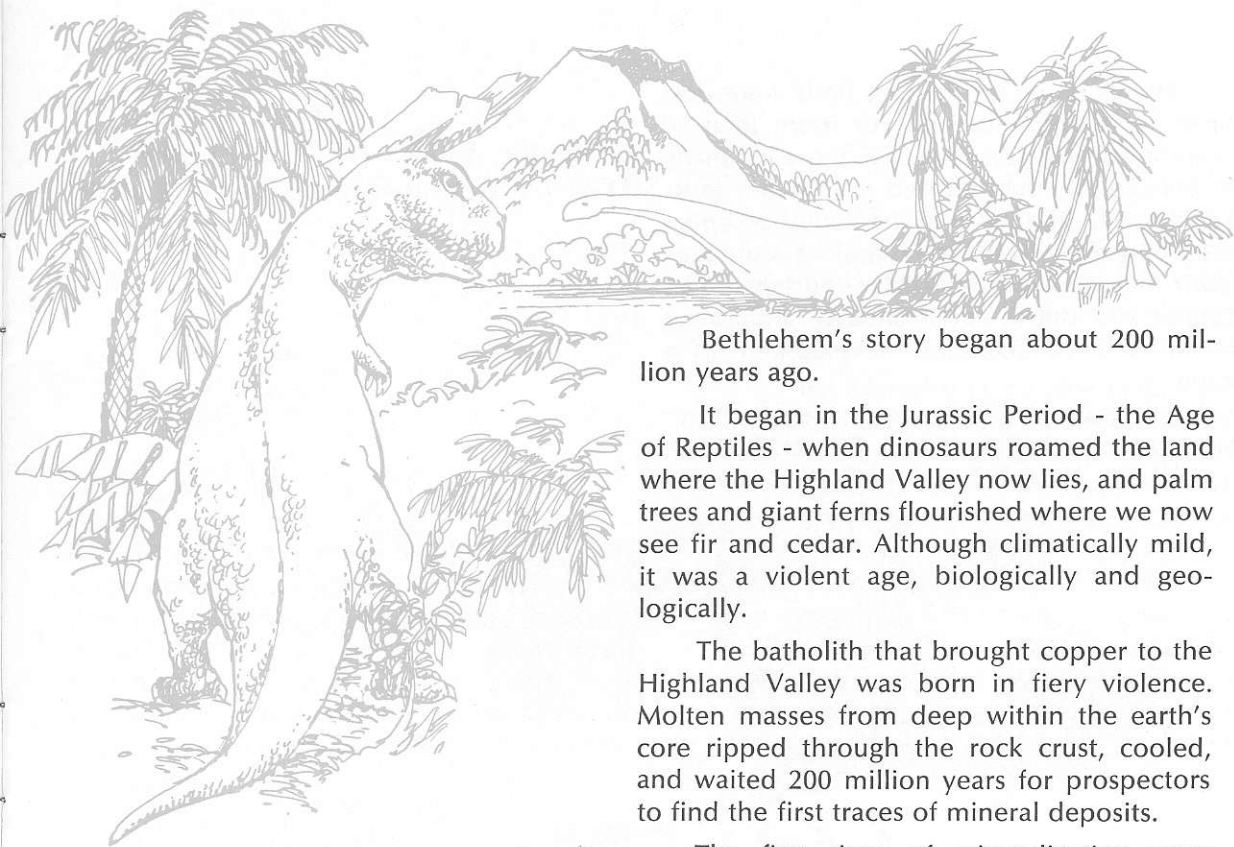 Bethlehem's story began about 200 mil-
lion years ago.
It began in the Jurassic Period - the Age
of Reptiles - when dinosaurs roamed the land
where the Highland Valley now lies, and palm
trees and giant ferns flourished where we now
see fir and cedar. Although climatically mild,
it was a violent age, biologically and geo-
logically.
The batholith that brought copper to the
Highland Valley was born in fiery violence.
Molten masses from deep within the earth's
core ripped through the rock crust, cooled,
and waited 200 million years for prospectors
to find the first traces of mineral deposits.